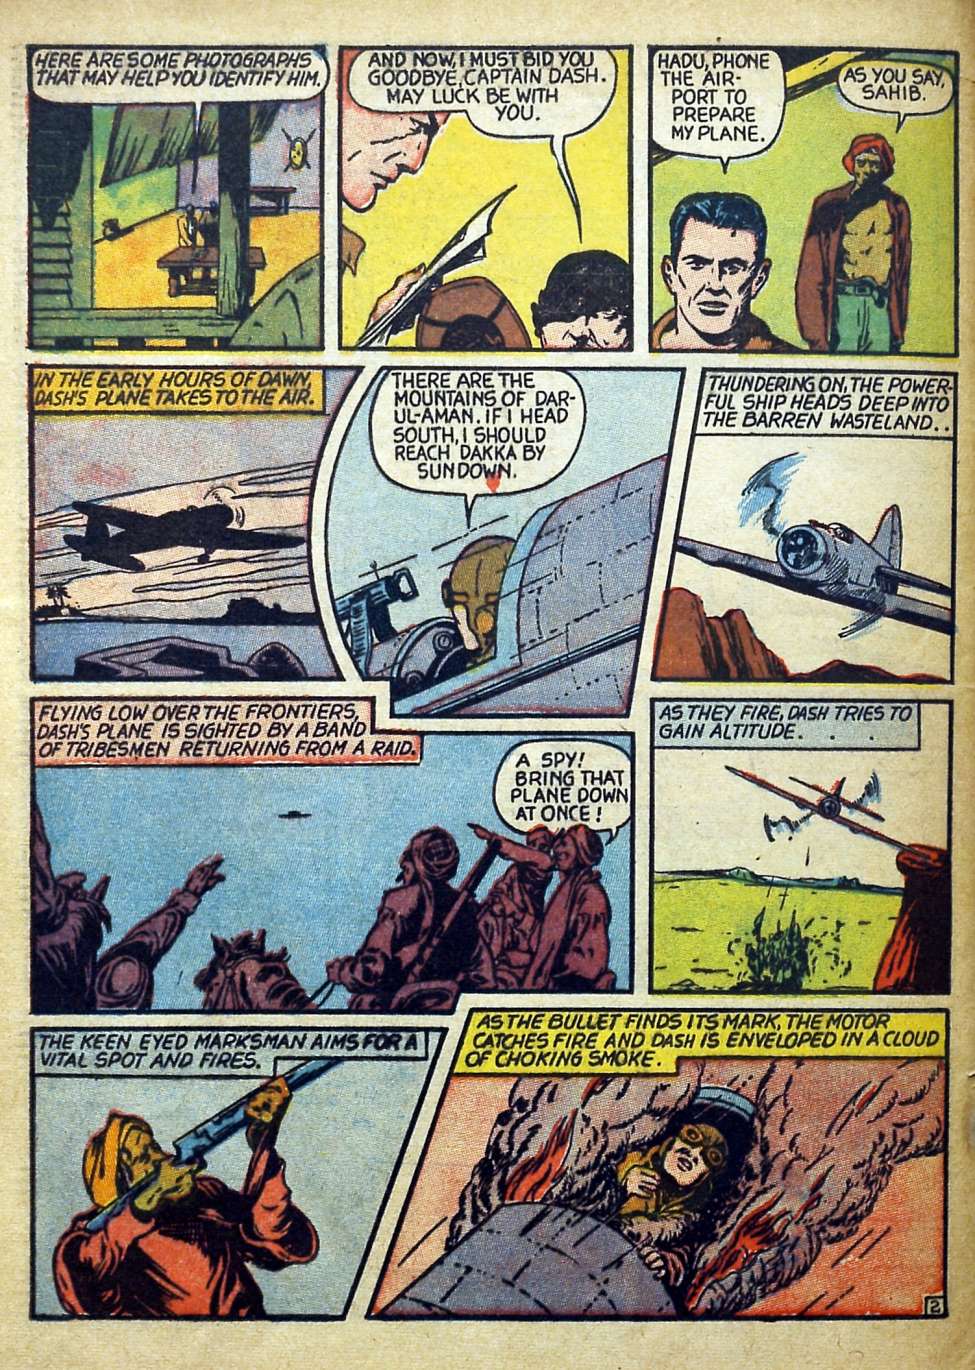 HERE ARE SOME PHOTOGRAPHS
THAT MAY HELP YOU IDENTIFY HIM.
AND NOW, I MUST BID YOU
GOODBYE, CAPTAIN DASH.
MAY LUCK BE WITH
YOU.
HADU, PHONE
THE AIR-
PORT TO
PREPARE
MY PLANE.
AS YOU SAY,
SAHIB.
IN THE EARLY HOURS OF DAWN,
DASH'S PLANE TAKES TO THE AIR.
THERE ARE THE
MOUNTAINS OF DAR-
UL-AMAN. IF I HEAD
SOUTH, I SHOULD
REACH DAKKA BY
SUNDOWN.
THUNDERING ON, THE POWER-
FUL SHIP HEADS DEEP INTO
THE BARREN WASTELAND..
FLYING LOW OVER THE FRONTIERS,
DASH'S PLANE IS SIGHTED BY A BAND
OF TRIBESMEN RETURNING FROM A RAID.
A SPY!
BRING THAT
PLANE DOWN
AT ONCE!
AS THEY FIRE, DASH TRIES TO
GAIN ALTITUDE. . . .
THE KEEN EYED MARKSMAN AIMS FOR A
VITAL SPOT AND FIRES.
AS THE BULLET FINDS ITS MARK, THE MOTOR
CATCHES FIRE AND DASH IS ENVELOPED IN A CLOUD
OF CHOKING SMOKE.
2